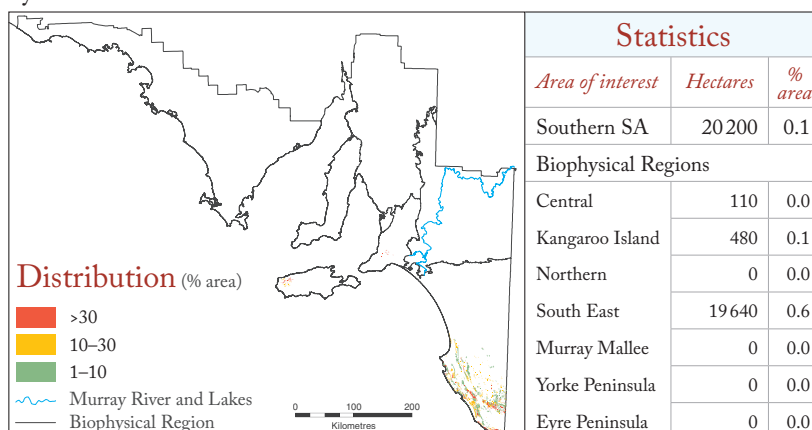 Distribution (% area)
>30
10–30
1–10
Murray River and Lakes
Biophysical Region
0 100 200
Kilometres
Statistics
Area of interest Hectares % area
Southern SA 20 200 0.1
Biophysical Regions
Central 110 0.0
Kangaroo Island 480 0.1
Northern 0 0.0
South East 19 640 0.6
Murray Mallee 0 0.0
Yorke Peninsula 0 0.0
Eyre Peninsula 0 0.0